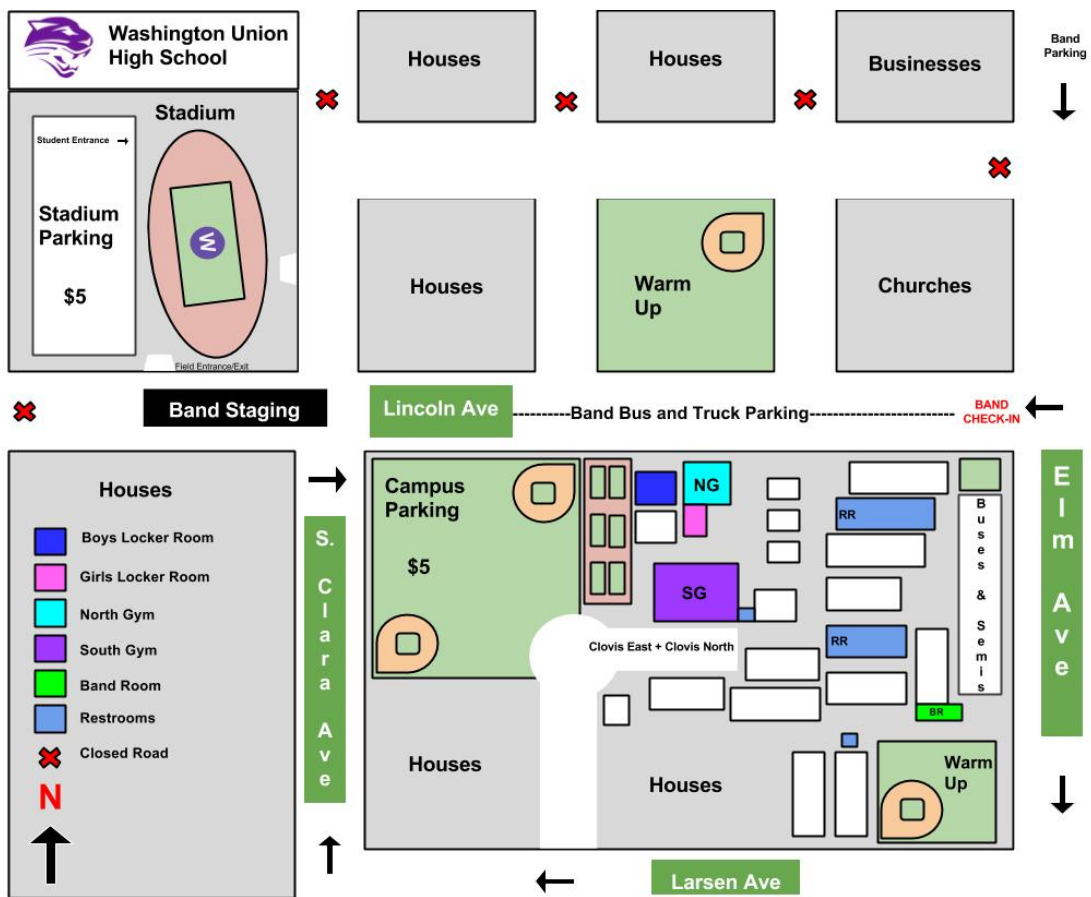 Washington Union
High School
Houses
Houses
Businesses
Band
Parking
Stadium
Student Entrance
Stadium
Parking
$5
W
Field Entrance/Exit
Houses
Warm
Up
Churches
Band Staging
Lincoln Ave
Band Bus and Truck Parking
BAND
CHECK-IN
Houses
Boys Locker Room
Girls Locker Room
North Gym
South Gym
Band Room
Restrooms
Closed Road
N
S. Clara Ave
Campus
Parking
$5
NG
SG
RR
RR
Clovis East + Clovis North
BR
Buses & Semis
Elm Ave
Houses
Houses
Warm
Up
Larsen Ave